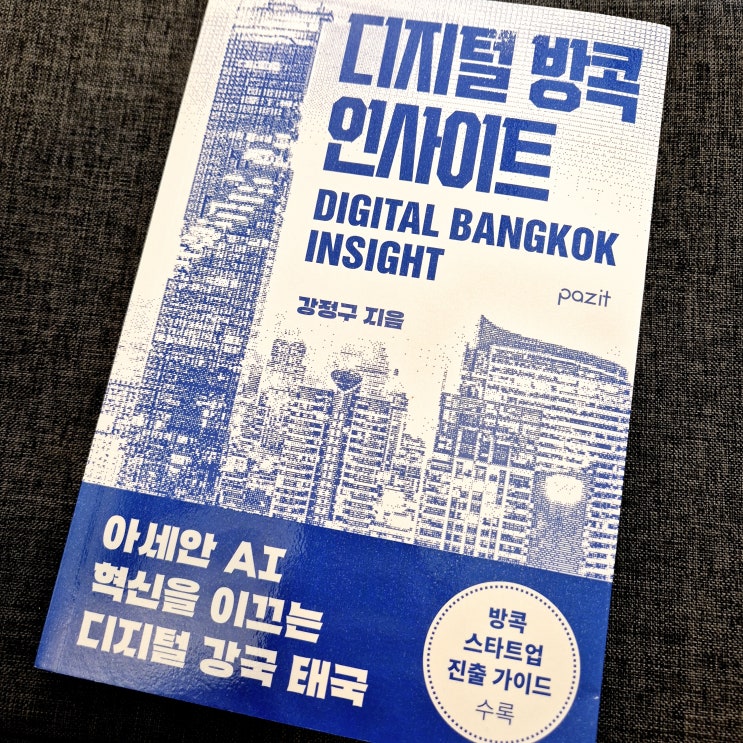 디지털 방콕
인사이트
DIGITAL BANGKOK
INSIGHT
pazit
강정구 지음
아세안 AI
혁신을 이끄는
디지털 강국 태국
방콕
스타트업
진출 가이드
수록